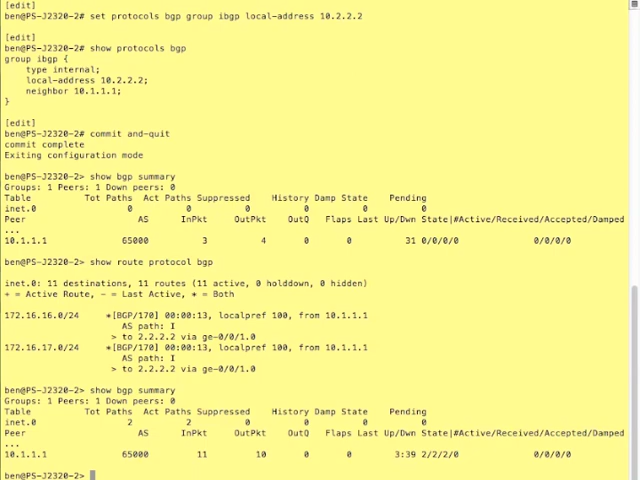 [edit]
ben@PS-J2320-2# set protocols bgp group ibgp local-address 10.2.2.2
[edit]
ben@PS-J2320-2# show protocols bgp
group ibgp {
type internal;
local-address 10.2.2.2;
neighbor 10.1.1.1;
}
[edit]
ben@PS-J2320-2# commit and-quit
commit complete
Exiting configuration mode
ben@PS-J2320-2> show bgp summary
Groups: 1 Peers: 1 Down peers: 0
Table Tot Paths Act Paths Suppressed History Damp State Pending
inet.0 0 0 0 0 0 0
Peer AS InPkt OutPkt OutQ Flaps Last Up/Dwn State|#Active/Received/Accepted/Damped
...
10.1.1.1 65000 3 4 0 0 31 0/0/0/0 0/0/0/0
ben@PS-J2320-2> show route protocol bgp
inet.0: 11 destinations, 11 routes (11 active, 0 holddown, 0 hidden)
+ = Active Route, - = Last Active, * = Both
172.16.16.0/24 *[BGP/170] 00:00:13, localpref 100, from 10.1.1.1
AS path: I
> to 2.2.2.2 via ge-0/0/1.0
172.16.17.0/24 *[BGP/170] 00:00:13, localpref 100, from 10.1.1.1
AS path: I
> to 2.2.2.2 via ge-0/0/1.0
ben@PS-J2320-2> show bgp summary
Groups: 1 Peers: 1 Down peers: 0
Table Tot Paths Act Paths Suppressed History Damp State Pending
inet.0 2 2 0 0 0 0
Peer AS InPkt OutPkt OutQ Flaps Last Up/Dwn State|#Active/Received/Accepted/Damped
...
10.1.1.1 65000 11 10 0 0 3:39 2/2/2/0 0/0/0/0
ben@PS-J2320-2>